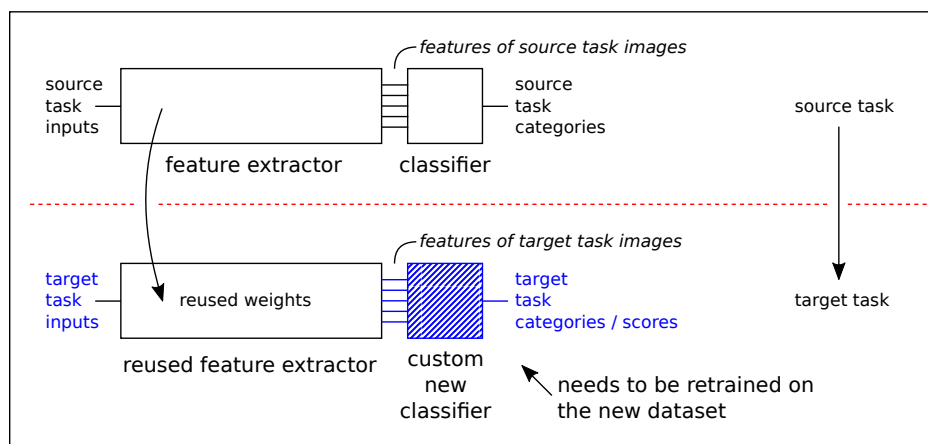 features of source task images
source
task
inputs
source
task
categories
source task
feature extractor
classifier
features of target task images
target
task
inputs
reused weights
target
task
categories / scores
target task
reused feature extractor
custom
new
classifier
needs to be retrained on
the new dataset